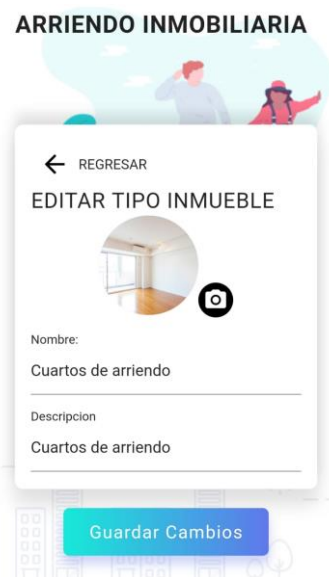 ARRIENDO INMOBILIARIA
REGRESAR
EDITAR TIPO INMUEBLE
Nombre:
Cuartos de arriendo
Descripcion
Cuartos de arriendo
Guardar Cambios